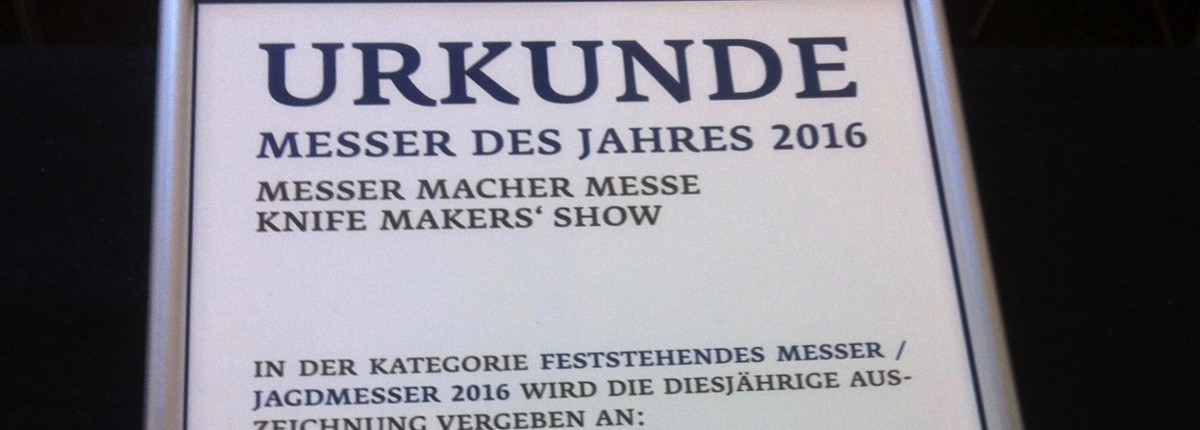 URKUNDE
MESSER DES JAHRES 2016
MESSER MACHER MESSE
KNIFE MAKERS‘ SHOW
IN DER KATEGORIE FESTSTEHENDES MESSER /
JAGDMESSER 2016 WIRD DIE DIESJÄHRIGE AUS-
ZEICHNUNG VERGEBEN AN: